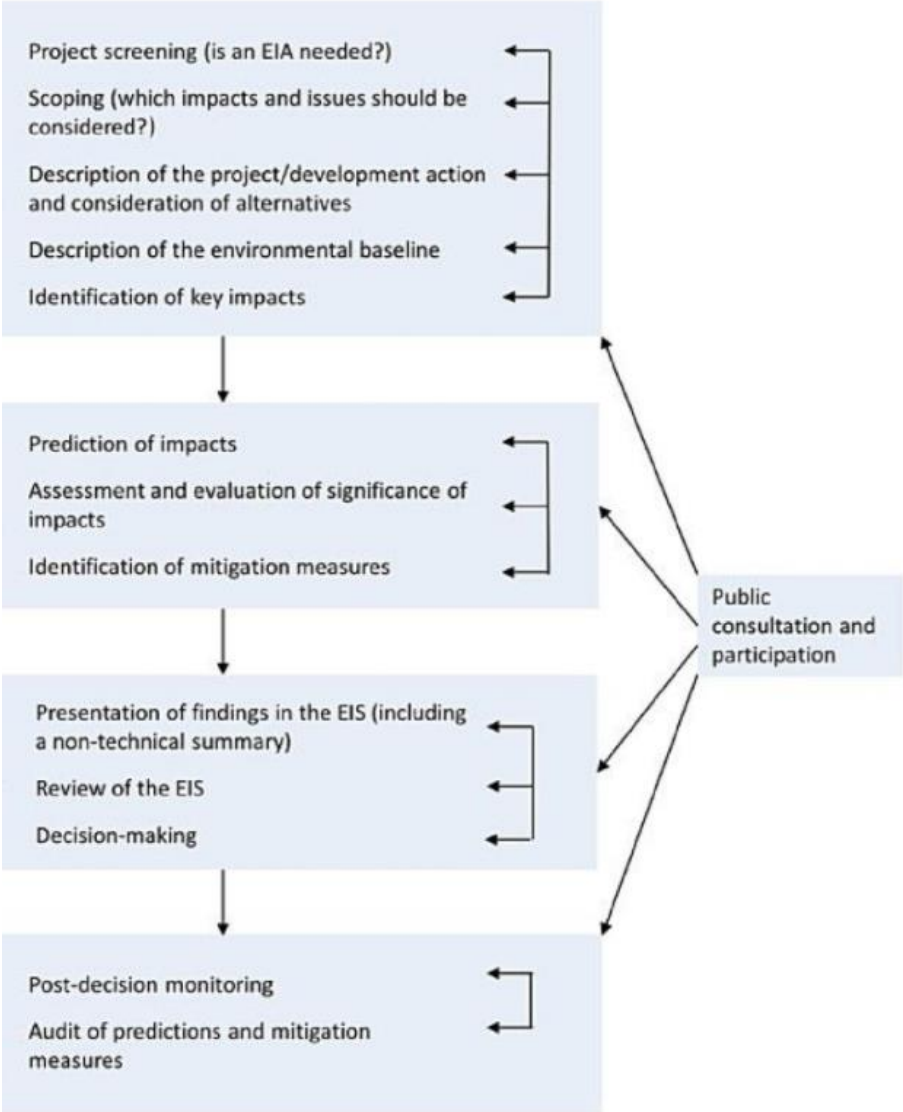 Project screening (is an EIA needed?)
Scoping (which impacts and issues should be
considered?)
Description of the project/development action
and consideration of alternatives
Description of the environmental baseline
Identification of key impacts
Prediction of impacts
Assessment and evaluation of significance of
impacts
Identification of mitigation measures
Public
consultation and
participation
Presentation of findings in the EIS (including
a non-technical summary)
Review of the EIS
Decision-making
Post-decision monitoring
Audit of predictions and mitigation
measures